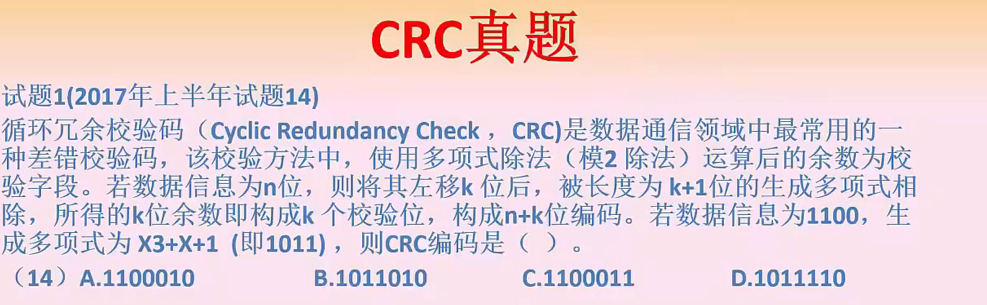 CRC真题
试题1(2017年上半年试题14)
循环冗余校验码（Cyclic Redundancy Check ，CRC)是数据通信领域中最常用的一
种差错校验码，该校验方法中，使用多项式除法（模2 除法）运算后的余数为校
验字段。若数据信息为n位，则将其左移k 位后，被长度为 k+1位的生成多项式相
除，所得的k位余数即构成k 个校验位，构成n+k位编码。若数据信息为1100，生
成多项式为 X3+X+1  (即1011) ，则CRC编码是（  ）。
（14）A.1100010 B.1011010 C.1100011 D.1011110